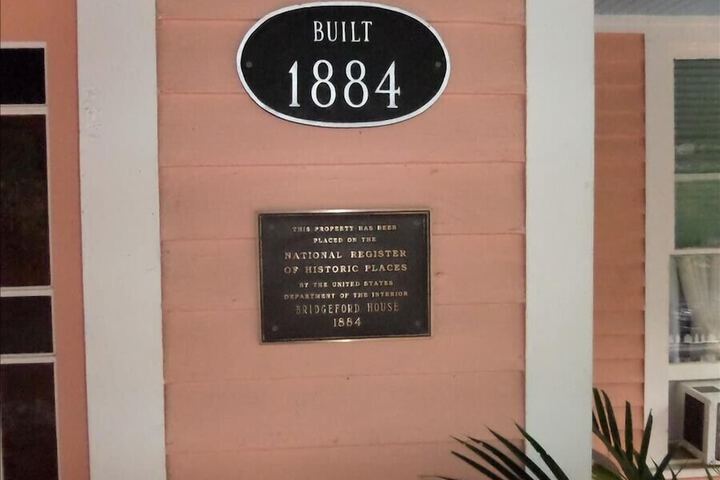 BUILT
1884
THIS PROPERTY HAS BEEN
PLACED ON THE
NATIONAL REGISTER
OF HISTORIC PLACES
BY THE UNITED STATES
DEPARTMENT OF THE INTERIOR
BRIDGEFORD HOUSE
1884